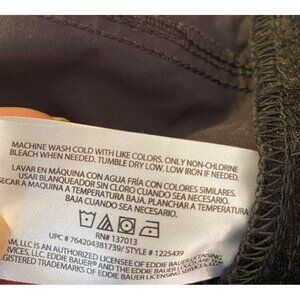 MACHINE WASH COLD WITH LIKE COLORS. ONLY NON-CHLORINE
BLEACH WHEN NEEDED. TUMBLE DRY LOW. LOW IRON IF NEEDED.
LAVAR EN MÁQUINA CON AGUA FRÍA CON COLORES SIMILARES.
USAR BLANQUEADOR SIN CLORO CUANDO SEA NECESARIO.
SECAR A MÁQUINA A TEMPERATURA BAJA. PLANCHAR A TEMPERATURA
BAJA CUANDO SEA NECESARIO.
RN# 137013
UPC # 764204381739/ STYLE # 1225439
LLC IS AN AUTHORIZED LICENSEE OF EDDIE BAUER LICENSING
LLC. EDDIE BAUER® AND THE EDDIE BAUER
REGISTERED TRADEMARKS OF EDDIE BAUER LICENSING